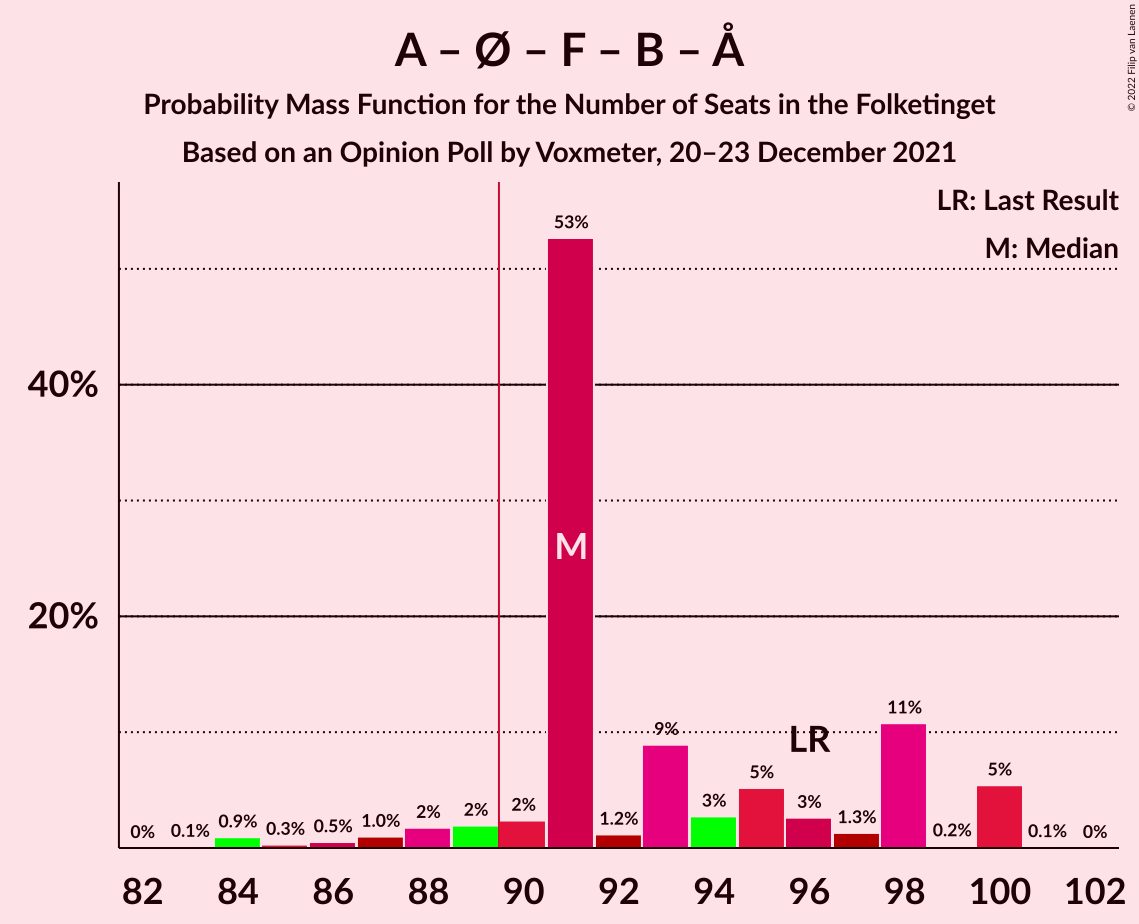 A – Ø – F – B – Å
Probability Mass Function for the Number of Seats in the Folketinget
Based on an Opinion Poll by Voxmeter, 20–23 December 2021
© 2022 Filip van Laenen
LR: Last Result
M: Median
40%
20%
0%
0.1%
0.9%
0.3%
0.5%
1.0%
2%
2%
2%
53%
M
1.2%
9%
3%
5%
LR
3%
1.3%
11%
0.2%
5%
0.1%
0%
82 84 86 88 90 92 94 96 98 100 102